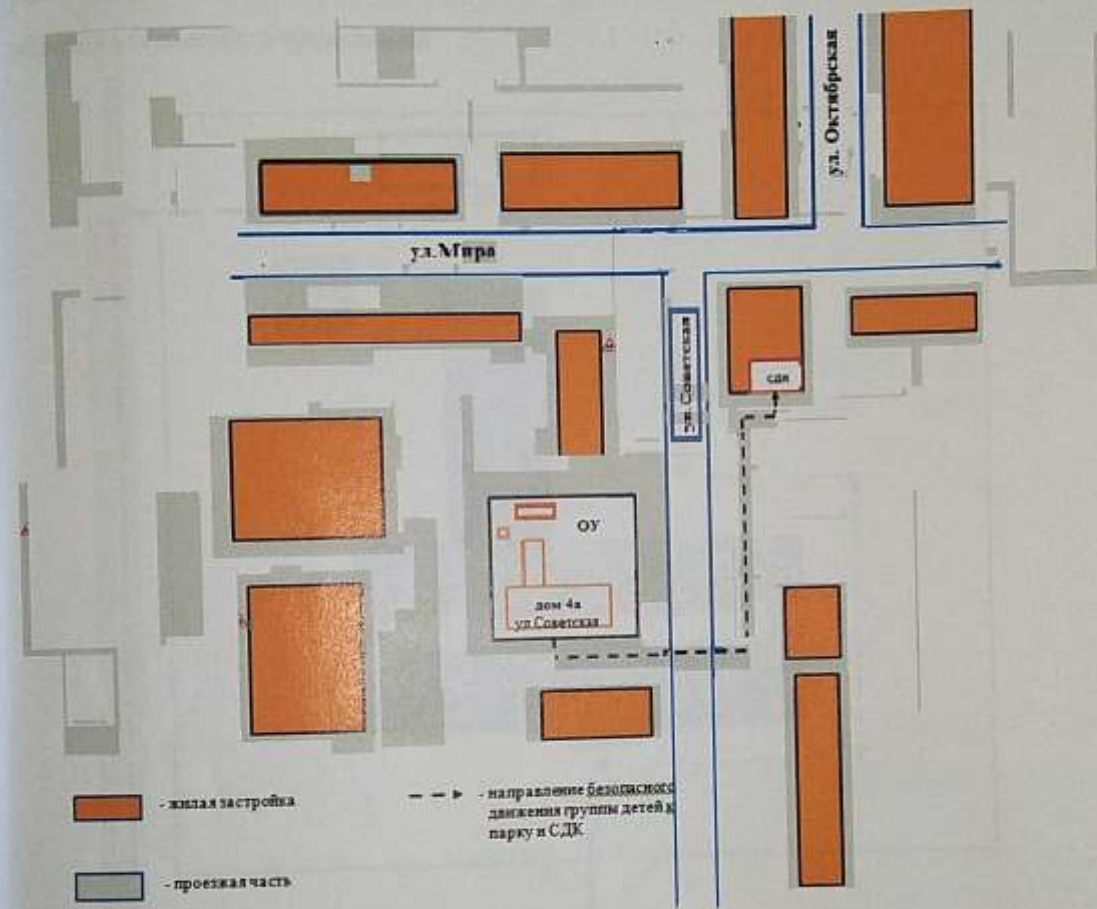 ул. Октябрская
ул. Мира
ул. Советская
сдк
ОУ
дом 4а
ул Советская
- жилая застройка
- направление безопасного
движения группы детей к
парку и СДК
- проезжая часть